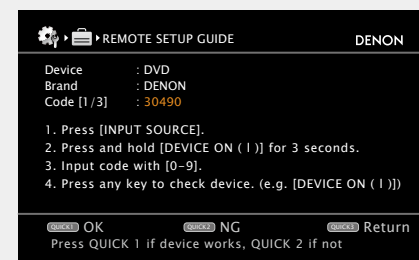 REMOTE SETUP GUIDE DENON
Device : DVD
Brand : DENON
Code [1/3] : 30490
1. Press [INPUT SOURCE].
2. Press and hold [DEVICE ON ( l )] for 3 seconds.
3. Input code with [0–9].
4. Press any key to check device. (e.g. [DEVICE ON ( l )])
QUICK1 OK QUICK2 NG QUICK3 Return
Press QUICK 1 if device works, QUICK 2 if not